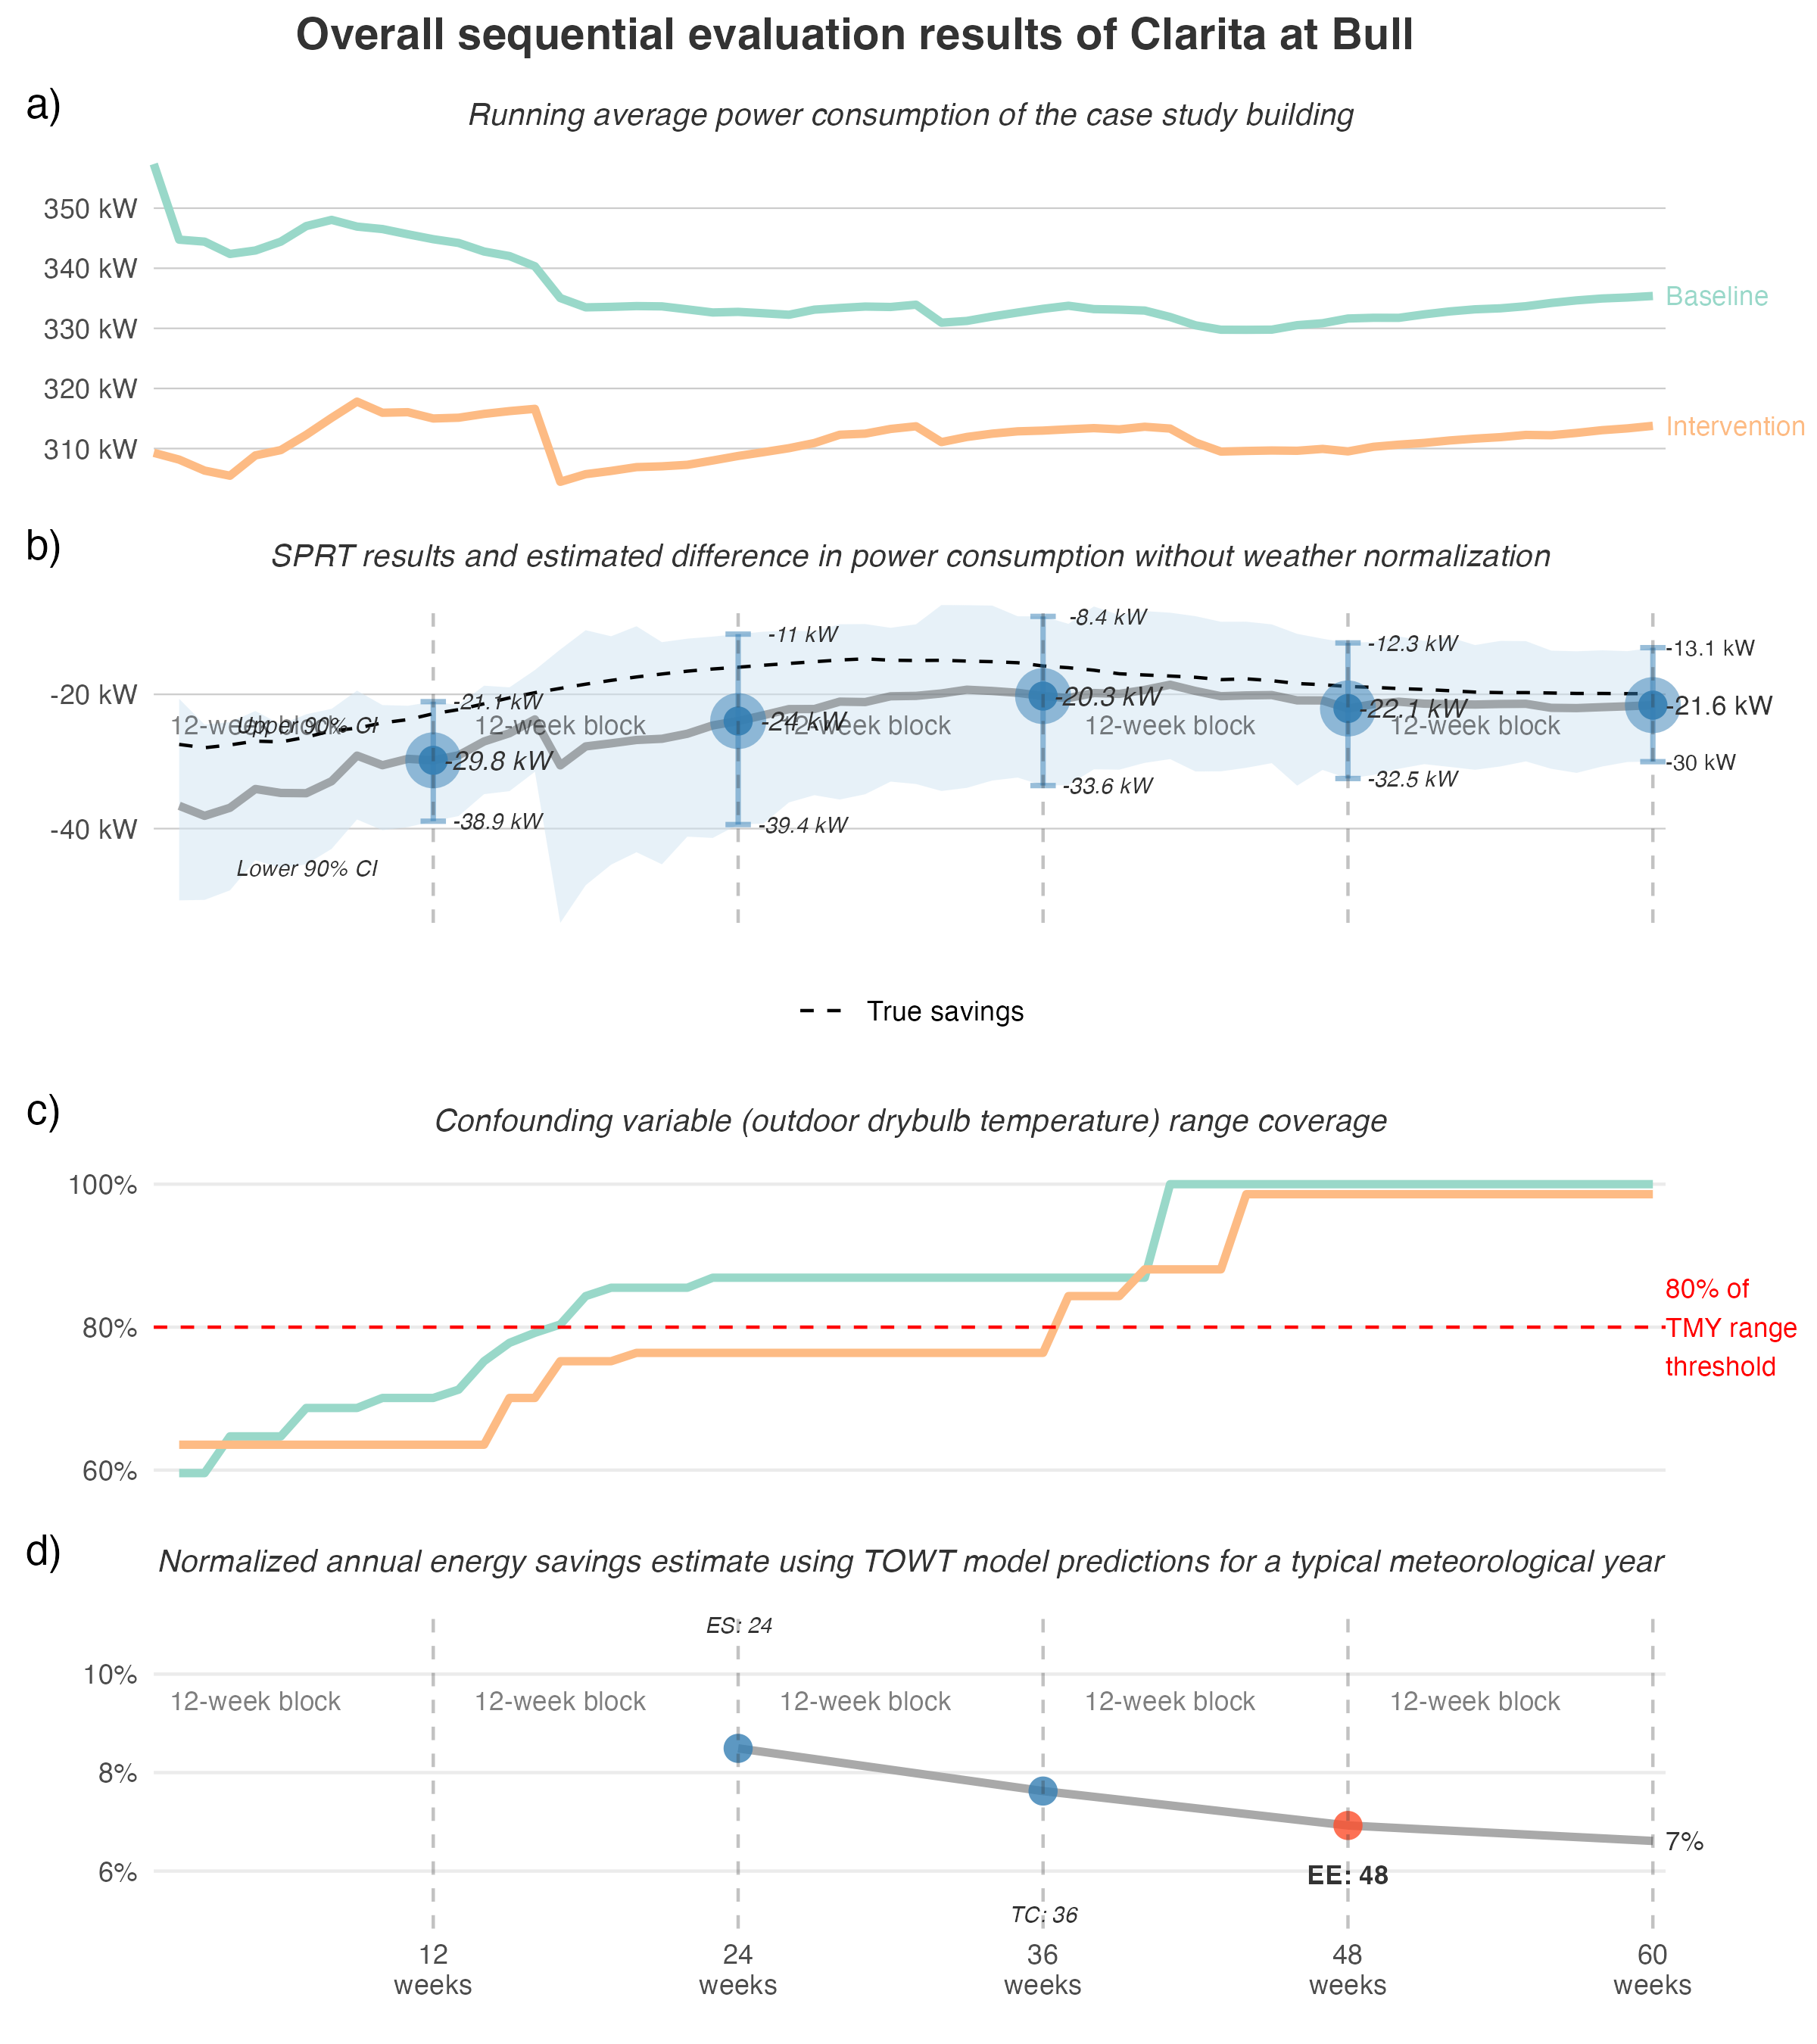 Overall sequential evaluation results of Clarita at Bull
a)
Running average power consumption of the case study building
350 kW
340 kW
330 kW
320 kW
310 kW
Baseline
Intervention
b)
SPRT results and estimated difference in power consumption without weather normalization
-8.4 kW
-11 kW
-12.3 kW
-13.1 kW
-20 kW
-21.1 kW
-20.3 kW
-22.1 kW
-21.6 kW
12-week block
Upper 90% CI
12-week block
-24 kW
12-week block
12-week block
12-week block
-29.8 kW
-30 kW
-33.6 kW
-32.5 kW
-38.9 kW
-39.4 kW
-40 kW
Lower 90% CI
True savings
c)
Confounding variable (outdoor drybulb temperature) range coverage
100%
80%
60%
80% of
TMY range
threshold
d)
Normalized annual energy savings estimate using TOWT model predictions for a typical meteorological year
ES: 24
10%
12-week block
12-week block
12-week block
12-week block
12-week block
8%
7%
6%
EE: 48
TC: 36
12
weeks
24
weeks
36
weeks
48
weeks
60
weeks